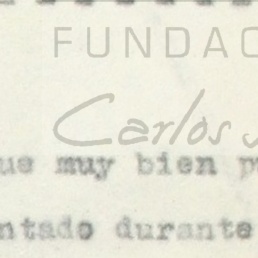 FUNDAC
Carlos
ue muy bien p
ntado durante